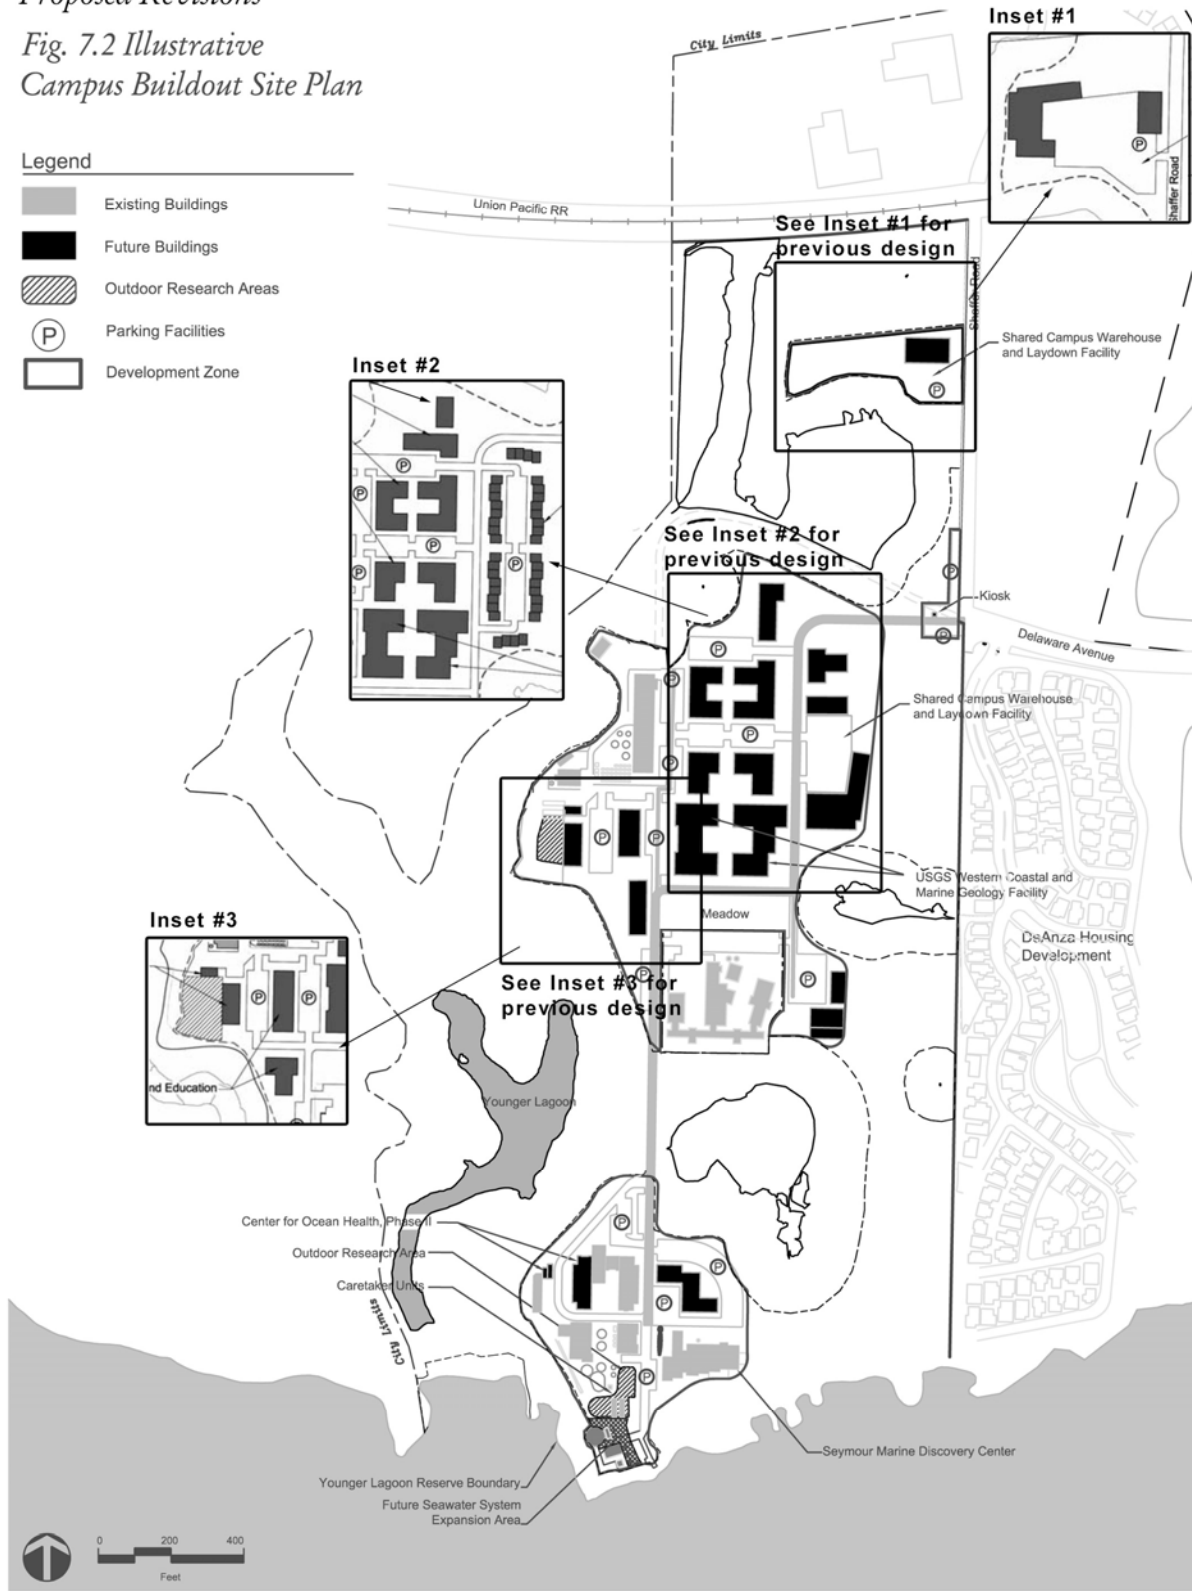 Proposed Revisions
Fig. 7.2 Illustrative
Campus Buildout Site Plan
Legend
Existing Buildings
Future Buildings
Outdoor Research Areas
P
Parking Facilities
Development Zone
City Limits
Union Pacific RR
Inset #1
P
Shaffer Road
See Inset #1 for
previous design
Shaffer Road
Shared Campus Warehouse
and Laydown Facility
P
Inset #2
P
P
P
P
P
See Inset #2 for
previous design
P
Kiosk
P
Delaware Avenue
P
P
P
P
Shared Campus Warehouse
and Laydown Facility
P
P
USGS Western Coastal and
Marine Geology Facility
Meadow
DeAnza Housing
Development
P
P
See Inset #3 for
previous design
Inset #3
P
P
nd Education
P
Younger Lagoon
Center for Ocean Health, Phase II
Outdoor Research Area
Caretaker Units
City Limits
P
P
P
P
Seymour Marine Discovery Center
Younger Lagoon Reserve Boundary
Future Seawater System
Expansion Area
0 200 400
Feet